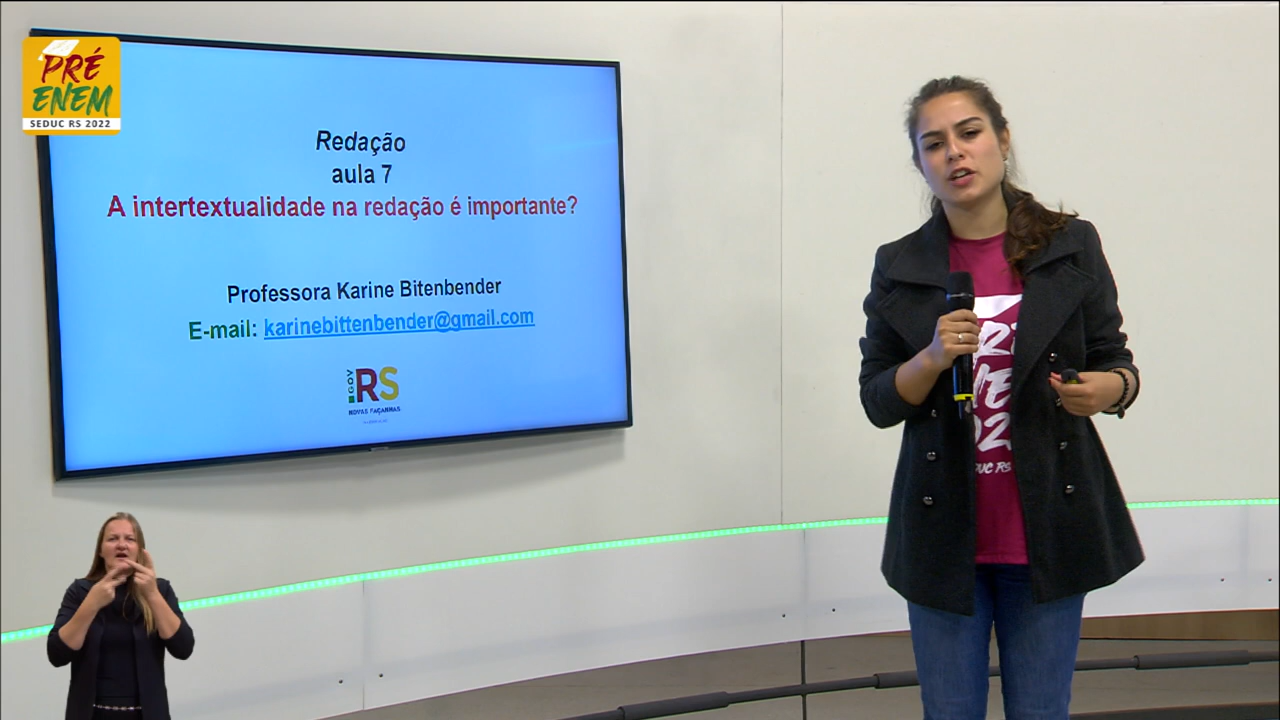 PRÉ
ENEM
SEDUC RS 2022
Redação
aula 7
A intertextualidade na redação é importante?
Professora Karine Bitenbender
E-mail: karinebittenbender@gmail.com
GOV
RS
NOVAS FAÇANHAS